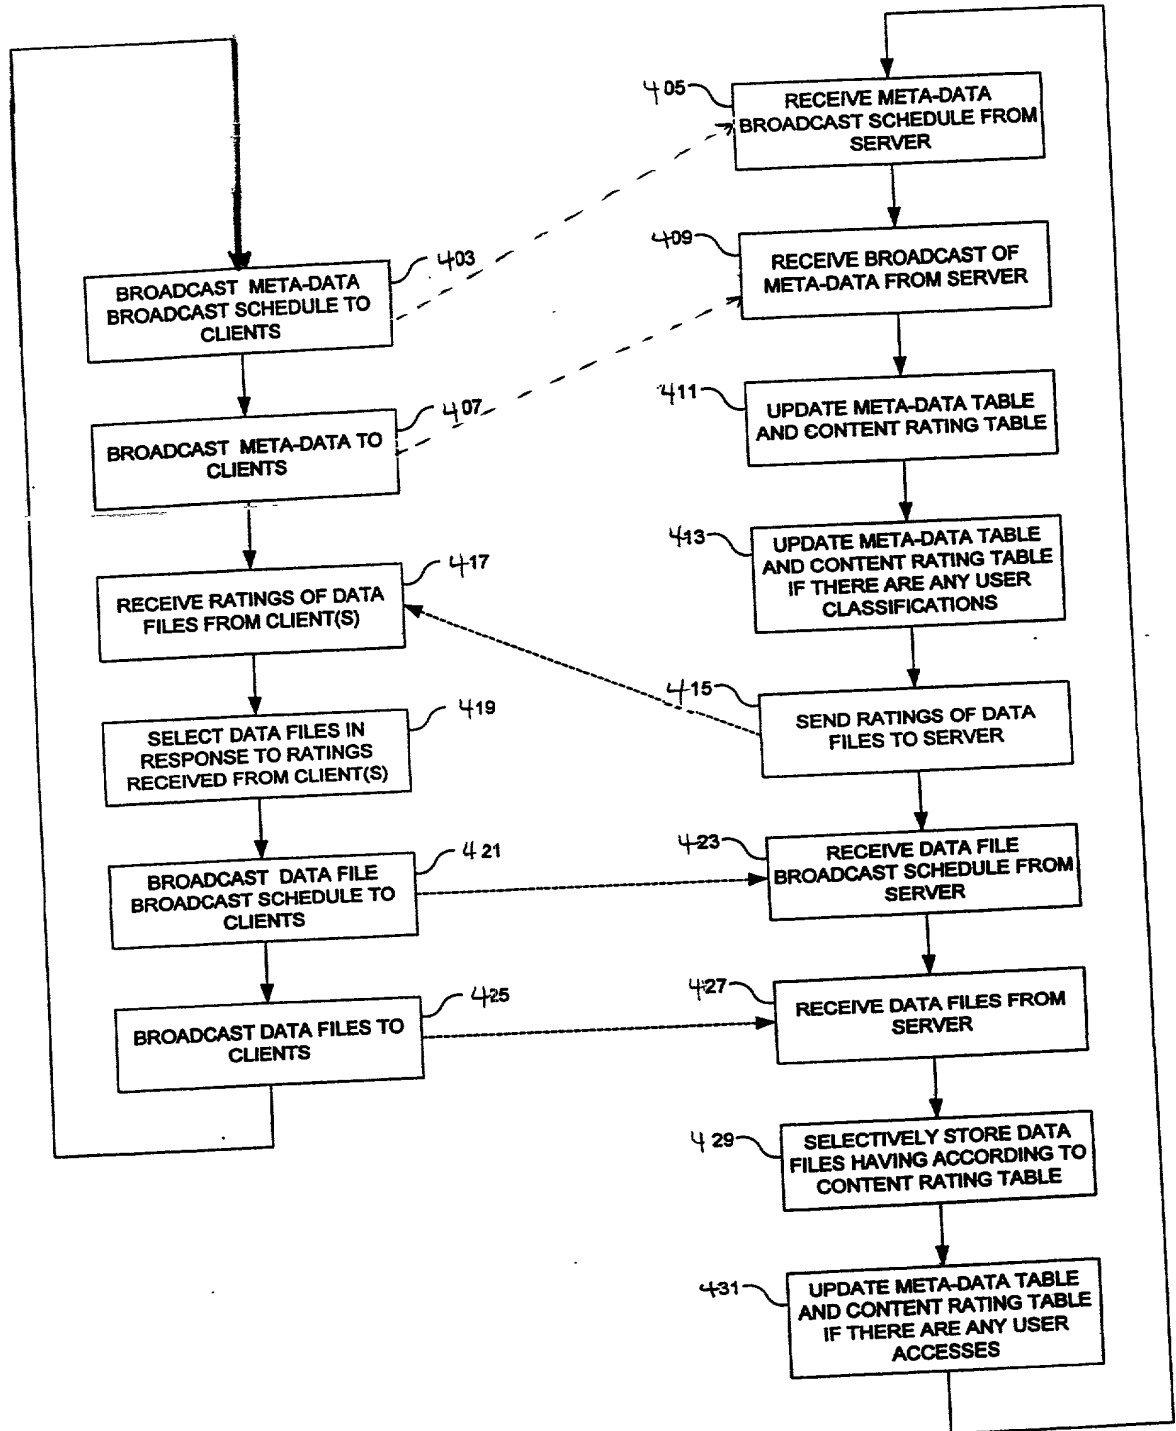 405
RECEIVE META-DATA
BROADCAST SCHEDULE FROM
SERVER
409
RECEIVE BROADCAST OF
META-DATA FROM SERVER
403
BROADCAST META-DATA
BROADCAST SCHEDULE TO
CLIENTS
411
UPDATE META-DATA TABLE
AND CONTENT RATING TABLE
407
BROADCAST META-DATA TO
CLIENTS
413
UPDATE META-DATA TABLE
AND CONTENT RATING TABLE
IF THERE ARE ANY USER
CLASSIFICATIONS
417
RECEIVE RATINGS OF DATA
FILES FROM CLIENT(S)
415
SEND RATINGS OF DATA
FILES TO SERVER
419
SELECT DATA FILES IN
RESPONSE TO RATINGS
RECEIVED FROM CLIENT(S)
423
RECEIVE DATA FILE
BROADCAST SCHEDULE FROM
SERVER
421
BROADCAST DATA FILE
BROADCAST SCHEDULE TO
CLIENTS
427
RECEIVE DATA FILES FROM
SERVER
425
BROADCAST DATA FILES TO
CLIENTS
429
SELECTIVELY STORE DATA
FILES HAVING ACCORDING TO
CONTENT RATING TABLE
431
UPDATE META-DATA TABLE
AND CONTENT RATING TABLE
IF THERE ARE ANY USER
ACCESSES